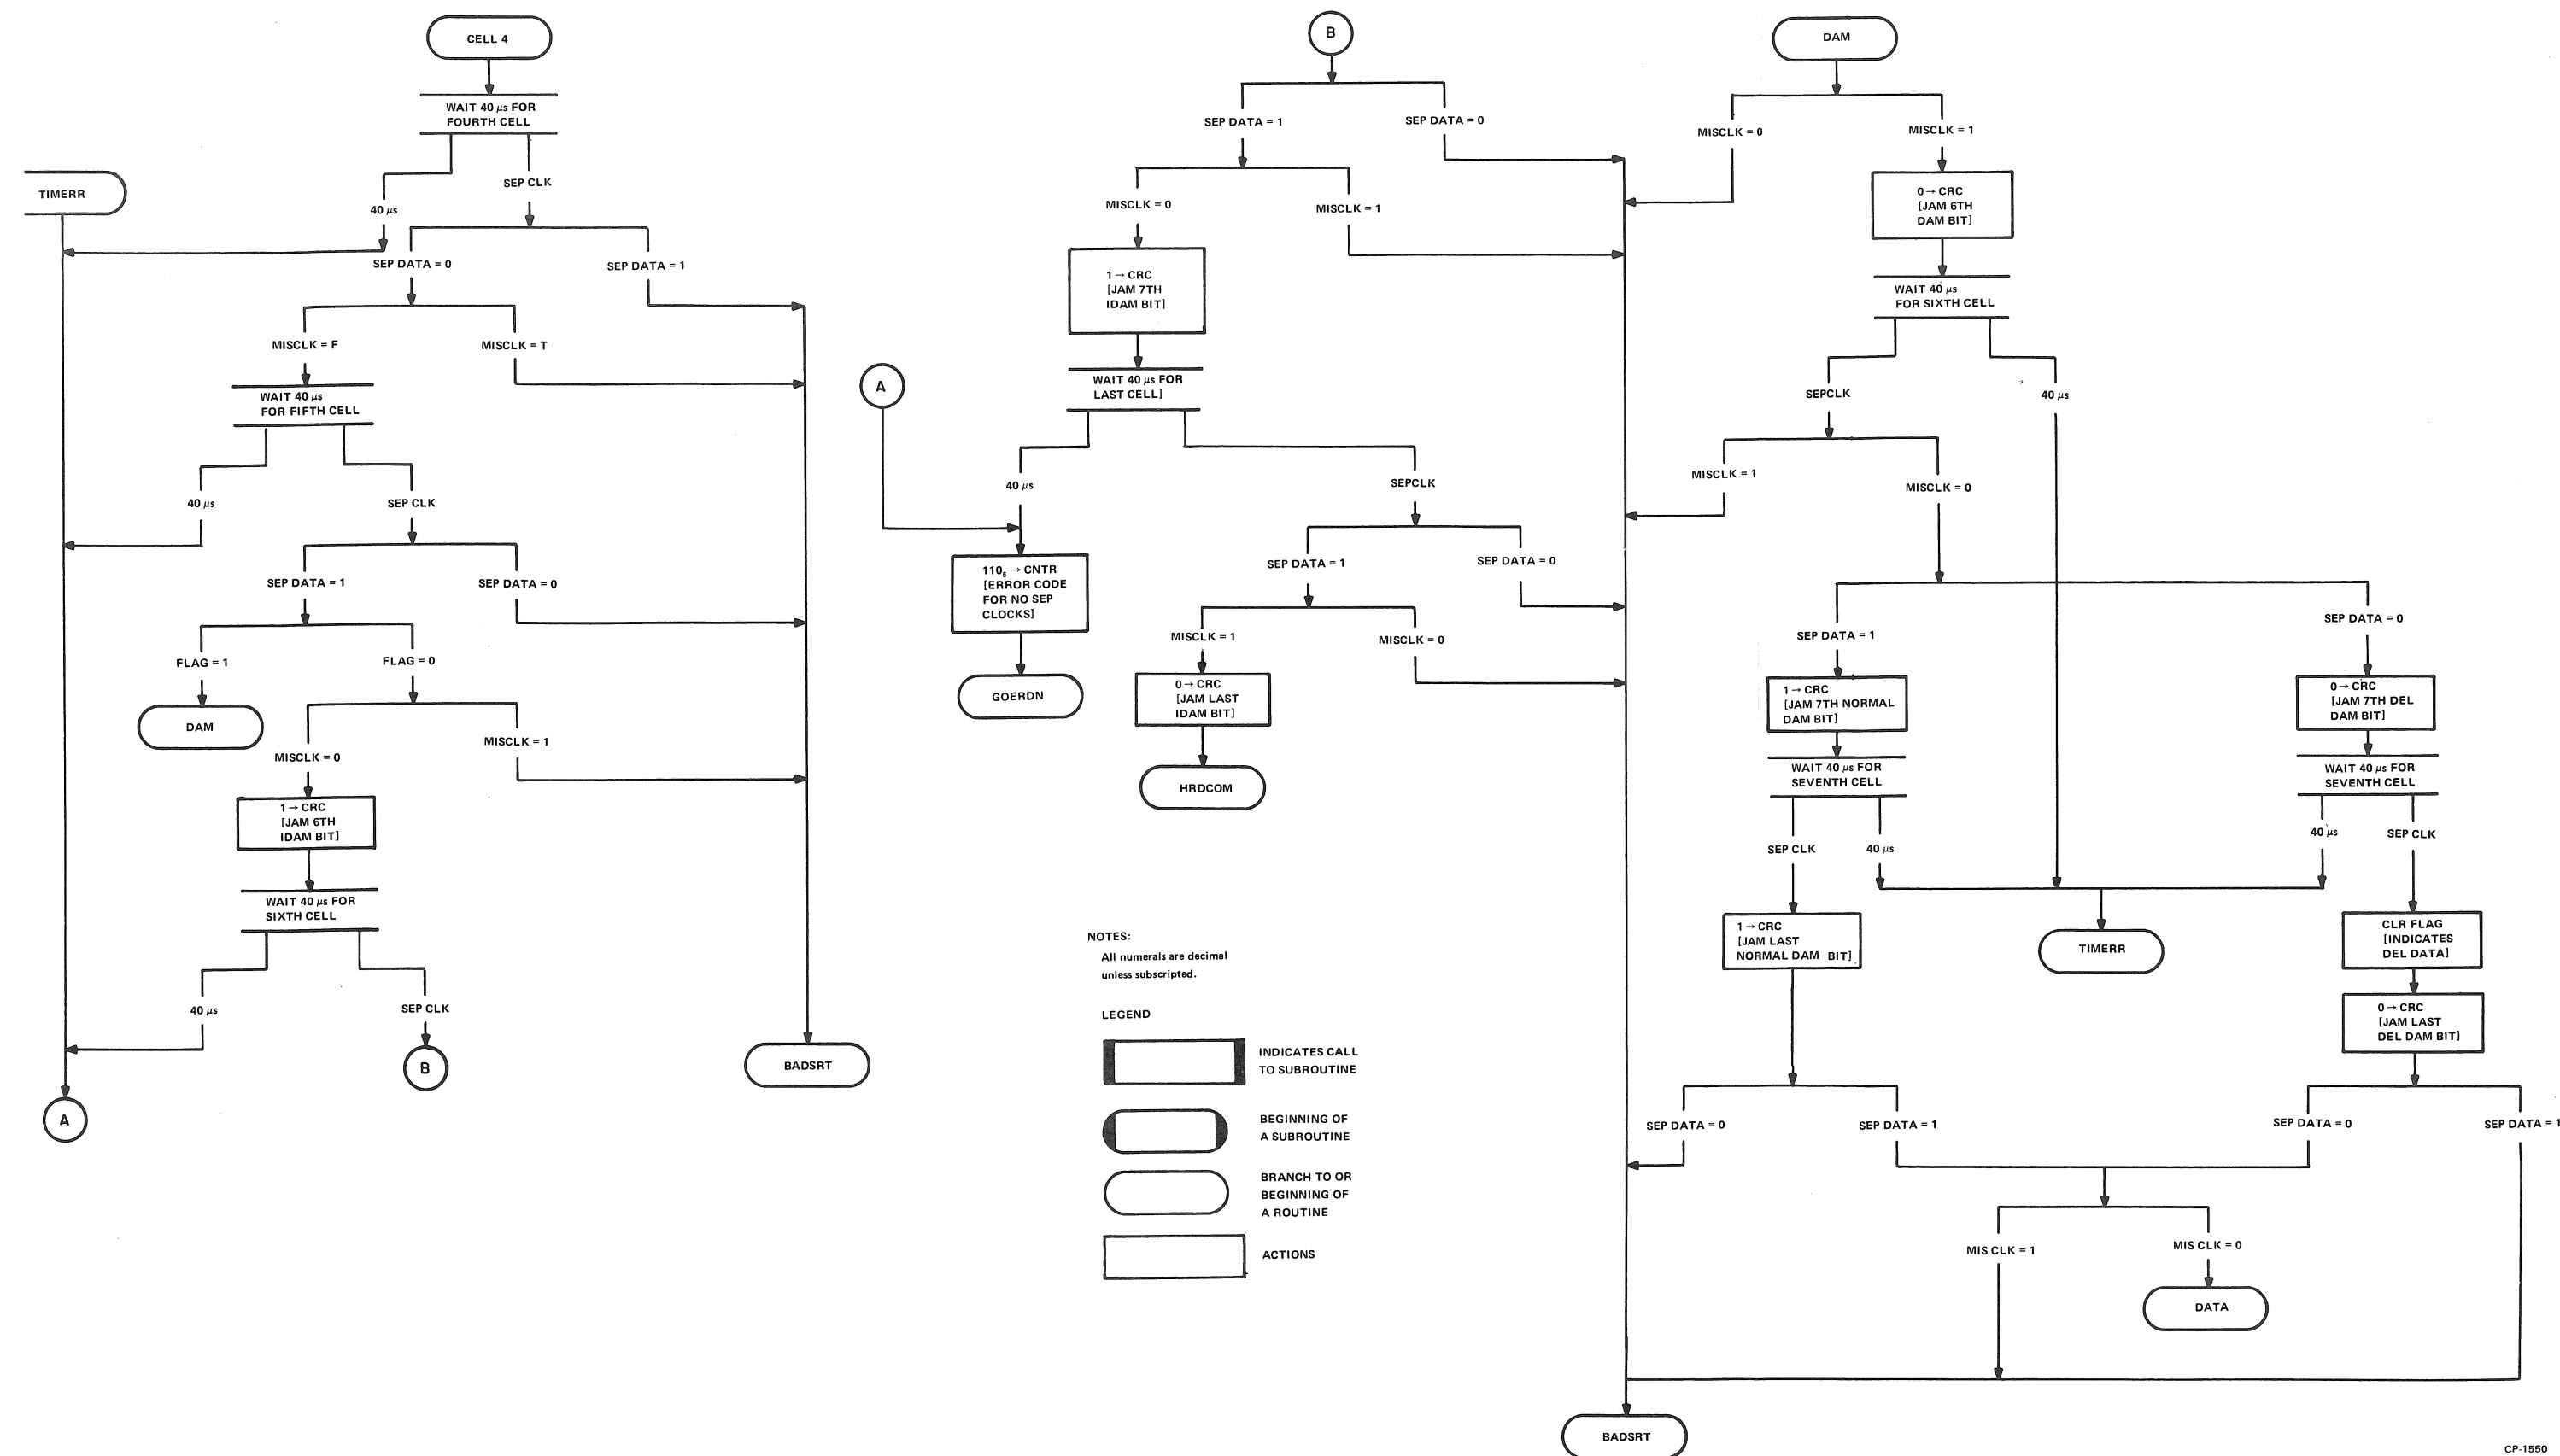 CELL 4
WAIT 40 µs FOR
FOURTH CELL
TIMERR
SEP CLK
40 µs
SEP DATA = 0
SEP DATA = 1
MISCLK = F
MISCLK = T
WAIT 40 µs
FOR FIFTH CELL
40 µs
SEP CLK
SEP DATA = 1
SEP DATA = 0
FLAG = 1
FLAG = 0
DAM
MISCLK = 0
MISCLK = 1
1 → CRC
[JAM 6TH
IDAM BIT]
WAIT 40 µs FOR
SIXTH CELL
40 µs
SEP CLK
A
B
BADSRT
B
SEP DATA = 1
SEP DATA = 0
MISCLK = 0
MISCLK = 1
1 → CRC
[JAM 7TH
IDAM BIT]
WAIT 40 µs FOR
LAST CELL]
A
40 µs
SEPCLK
110₈ → CNTR
[ERROR CODE
FOR NO SEP
CLOCKS]
GOERDN
SEP DATA = 1
SEP DATA = 0
MISCLK = 1
MISCLK = 0
0 → CRC
[JAM LAST
IDAM BIT]
HRDCOM
NOTES:
All numerals are decimal
unless subscripted.
LEGEND
INDICATES CALL
TO SUBROUTINE
BEGINNING OF
A SUBROUTINE
BRANCH TO OR
BEGINNING OF
A ROUTINE
ACTIONS
DAM
MISCLK = 0
MISCLK = 1
0 → CRC
[JAM 6TH
DAM BIT]
WAIT 40 µs
FOR SIXTH CELL
SEPCLK
40 µs
MISCLK = 1
MISCLK = 0
SEP DATA = 1
SEP DATA = 0
1 → CRC
[JAM 7TH NORMAL
DAM BIT]
0 → CRC
[JAM 7TH DEL
DAM BIT]
WAIT 40 µs FOR
SEVENTH CELL
WAIT 40 µs FOR
SEVENTH CELL
SEP CLK
40 µs
40 µs
SEP CLK
1 → CRC
[JAM LAST
NORMAL DAM BIT]
TIMERR
CLR FLAG
[INDICATES
DEL DATA]
0 → CRC
[JAM LAST
DEL DAM BIT]
SEP DATA = 0
SEP DATA = 1
SEP DATA = 0
SEP DATA = 1
MIS CLK = 1
MIS CLK = 0
DATA
BADSRT
CP-1550